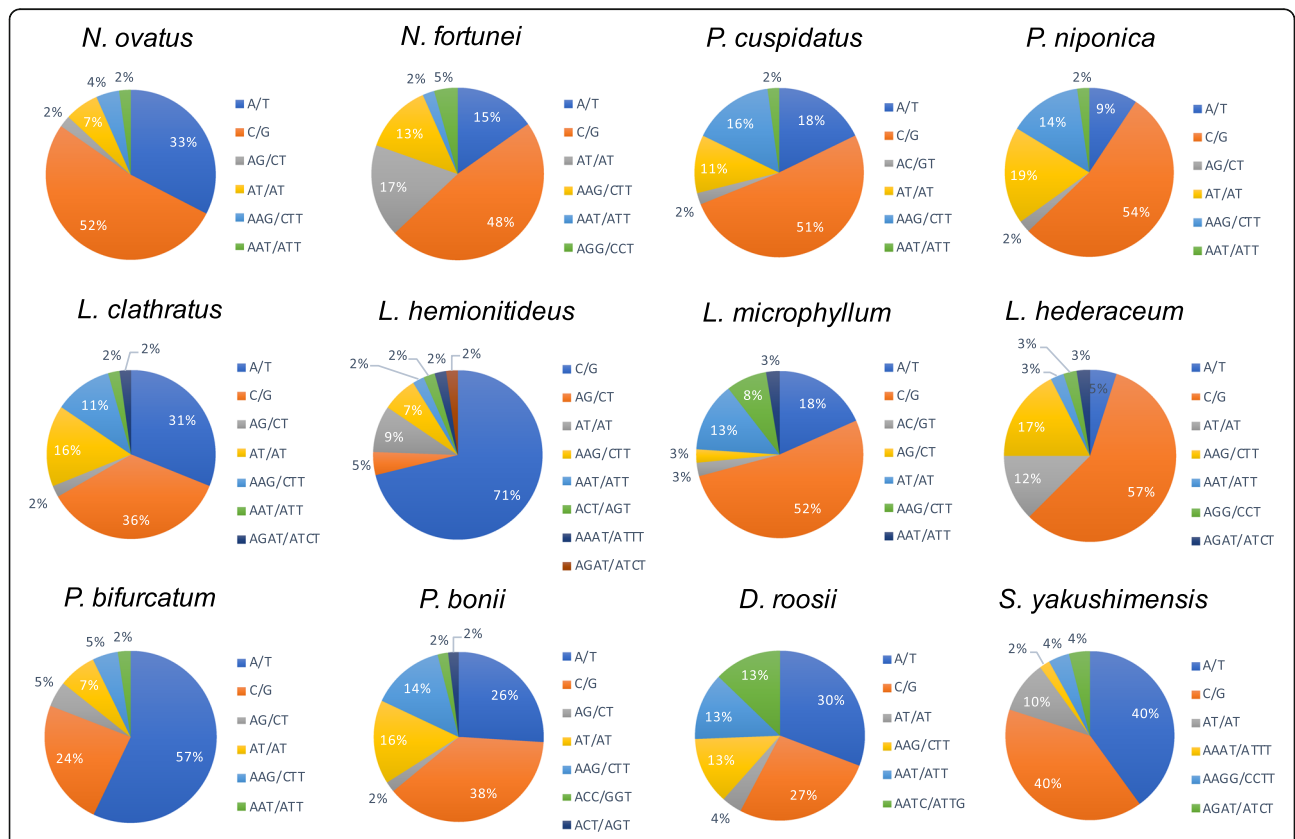 N. ovatus
2%
4%
2%
7%
33%
52%
A/T
C/G
AG/CT
AT/AT
AAG/CTT
AAT/ATT
N. fortunei
2%
5%
15%
13%
17%
48%
A/T
C/G
AT/AT
AAG/CTT
AAT/ATT
AGG/CCT
P. cuspidatus
2%
18%
16%
11%
2%
51%
A/T
C/G
AC/GT
AT/AT
AAG/CTT
AAT/ATT
P. niponica
2%
9%
14%
19%
2%
54%
A/T
C/G
AG/CT
AT/AT
AAG/CTT
AAT/ATT
L. clathratus
2%
2%
11%
31%
16%
2%
36%
A/T
C/G
AG/CT
AT/AT
AAG/CTT
AAT/ATT
AGAT/ATCT
L. hemionitideus
2%
2%
2%
2%
7%
9%
5%
71%
C/G
AG/CT
AT/AT
AAG/CTT
AAT/ATT
ACT/AGT
AAAT/ATTT
AGAT/ATCT
L. microphyllum
3%
8%
18%
13%
3%
3%
52%
A/T
C/G
AC/GT
AG/CT
AT/AT
AAG/CTT
AAT/ATT
L. hederaceum
3%
3%
3%
5%
17%
12%
57%
A/T
C/G
AT/AT
AAG/CTT
AAT/ATT
AGG/CCT
AGAT/ATCT
P. bifurcatum
5%
2%
5%
7%
24%
57%
A/T
C/G
AG/CT
AT/AT
AAG/CTT
AAT/ATT
P. bonii
2%
2%
14%
26%
16%
2%
38%
A/T
C/G
AG/CT
AT/AT
AAG/CTT
ACC/GGT
ACT/AGT
D. roosii
13%
30%
13%
13%
4%
27%
A/T
C/G
AT/AT
AAG/CTT
AAT/ATT
AATC/ATTG
S. yakushimensis
2%
4%
4%
10%
40%
40%
A/T
C/G
AT/AT
AAAT/ATTT
AAGG/CCTT
AGAT/ATCT